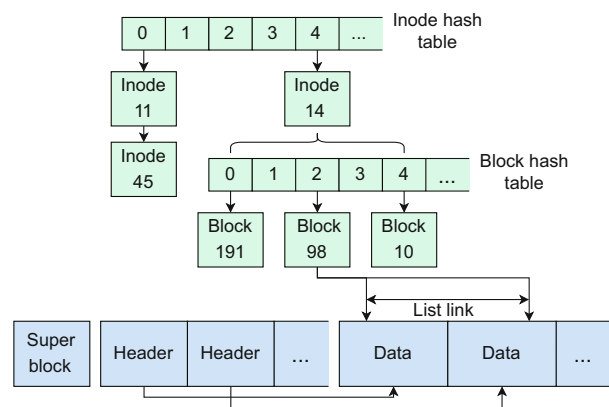 0 1 2 3 4 ...
Inode hash
table
Inode
11
Inode
14
Inode
45
0 1 2 3 4 ...
Block hash
table
Block
191
Block
98
Block
10
List link
Super
block
Header Header ... Data Data ...